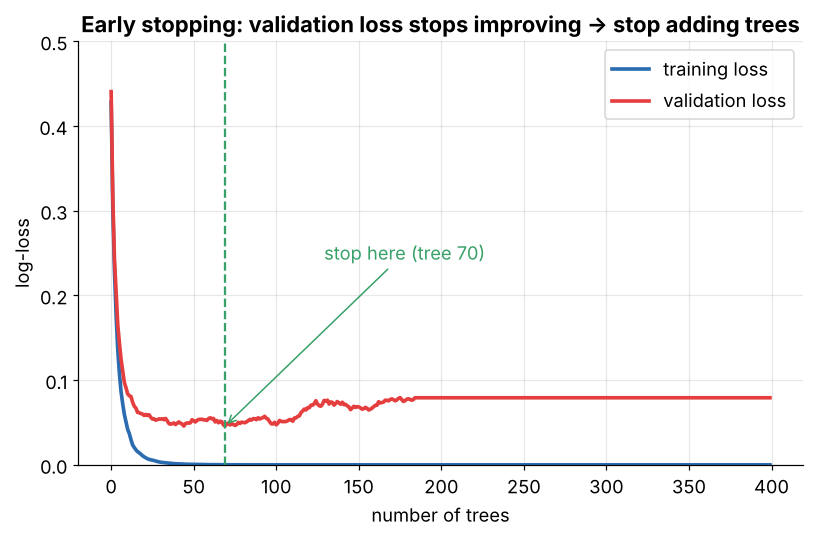 Early stopping: validation loss stops improving → stop adding trees
training loss
validation loss
stop here (tree 70)
log-loss
0.5
0.4
0.3
0.2
0.1
0.0
0 50 100 150 200 250 300 350 400
number of trees